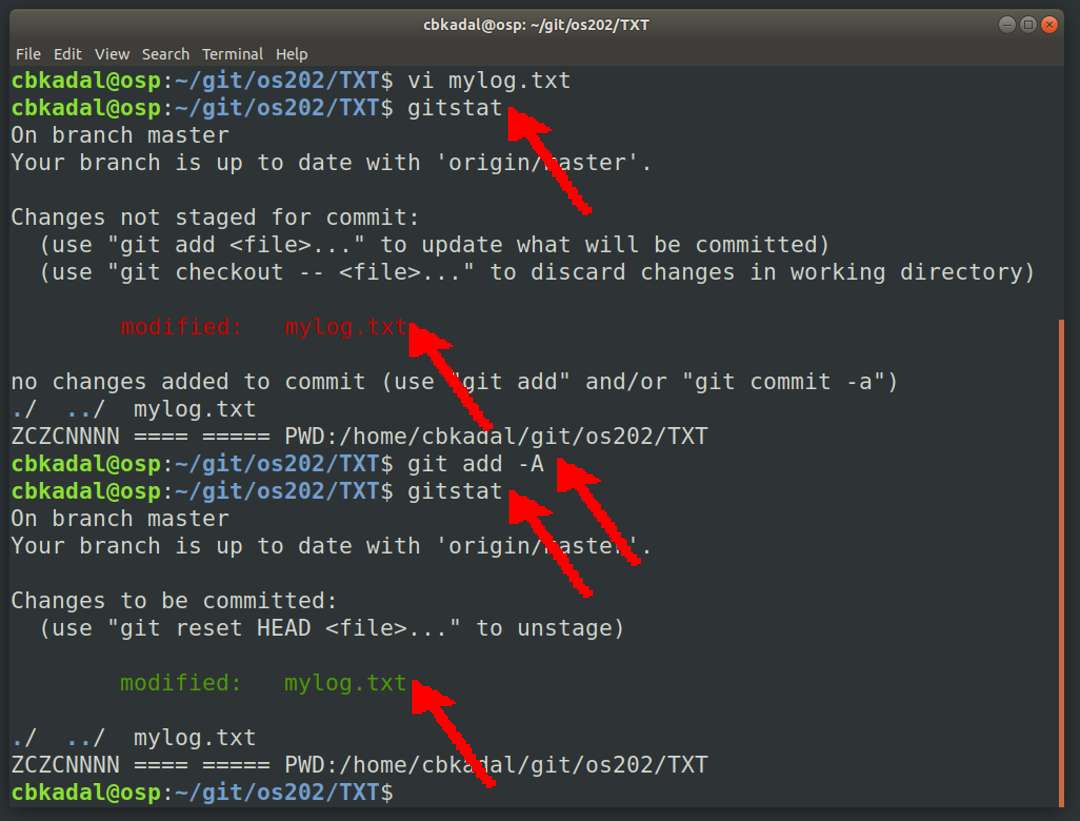 cbkadal@osp: ~/git/os202/TXT
File Edit View Search Terminal Help
cbkadal@osp:~/git/os202/TXT$ vi mylog.txt
cbkadal@osp:~/git/os202/TXT$ gitstat
On branch master
Your branch is up to date with 'origin/master'.
Changes not staged for commit:
  (use "git add <file>..." to update what will be committed)
  (use "git checkout -- <file>..." to discard changes in working directory)
        modified:   mylog.txt
no changes added to commit (use "git add" and/or "git commit -a")
./  ../  mylog.txt
ZCZCNNNN ==== ===== PWD:/home/cbkadal/git/os202/TXT
cbkadal@osp:~/git/os202/TXT$ git add -A
cbkadal@osp:~/git/os202/TXT$ gitstat
On branch master
Your branch is up to date with 'origin/master'.
Changes to be committed:
  (use "git reset HEAD <file>..." to unstage)
        modified:   mylog.txt
./  ../  mylog.txt
ZCZCNNNN ==== ===== PWD:/home/cbkadal/git/os202/TXT
cbkadal@osp:~/git/os202/TXT$